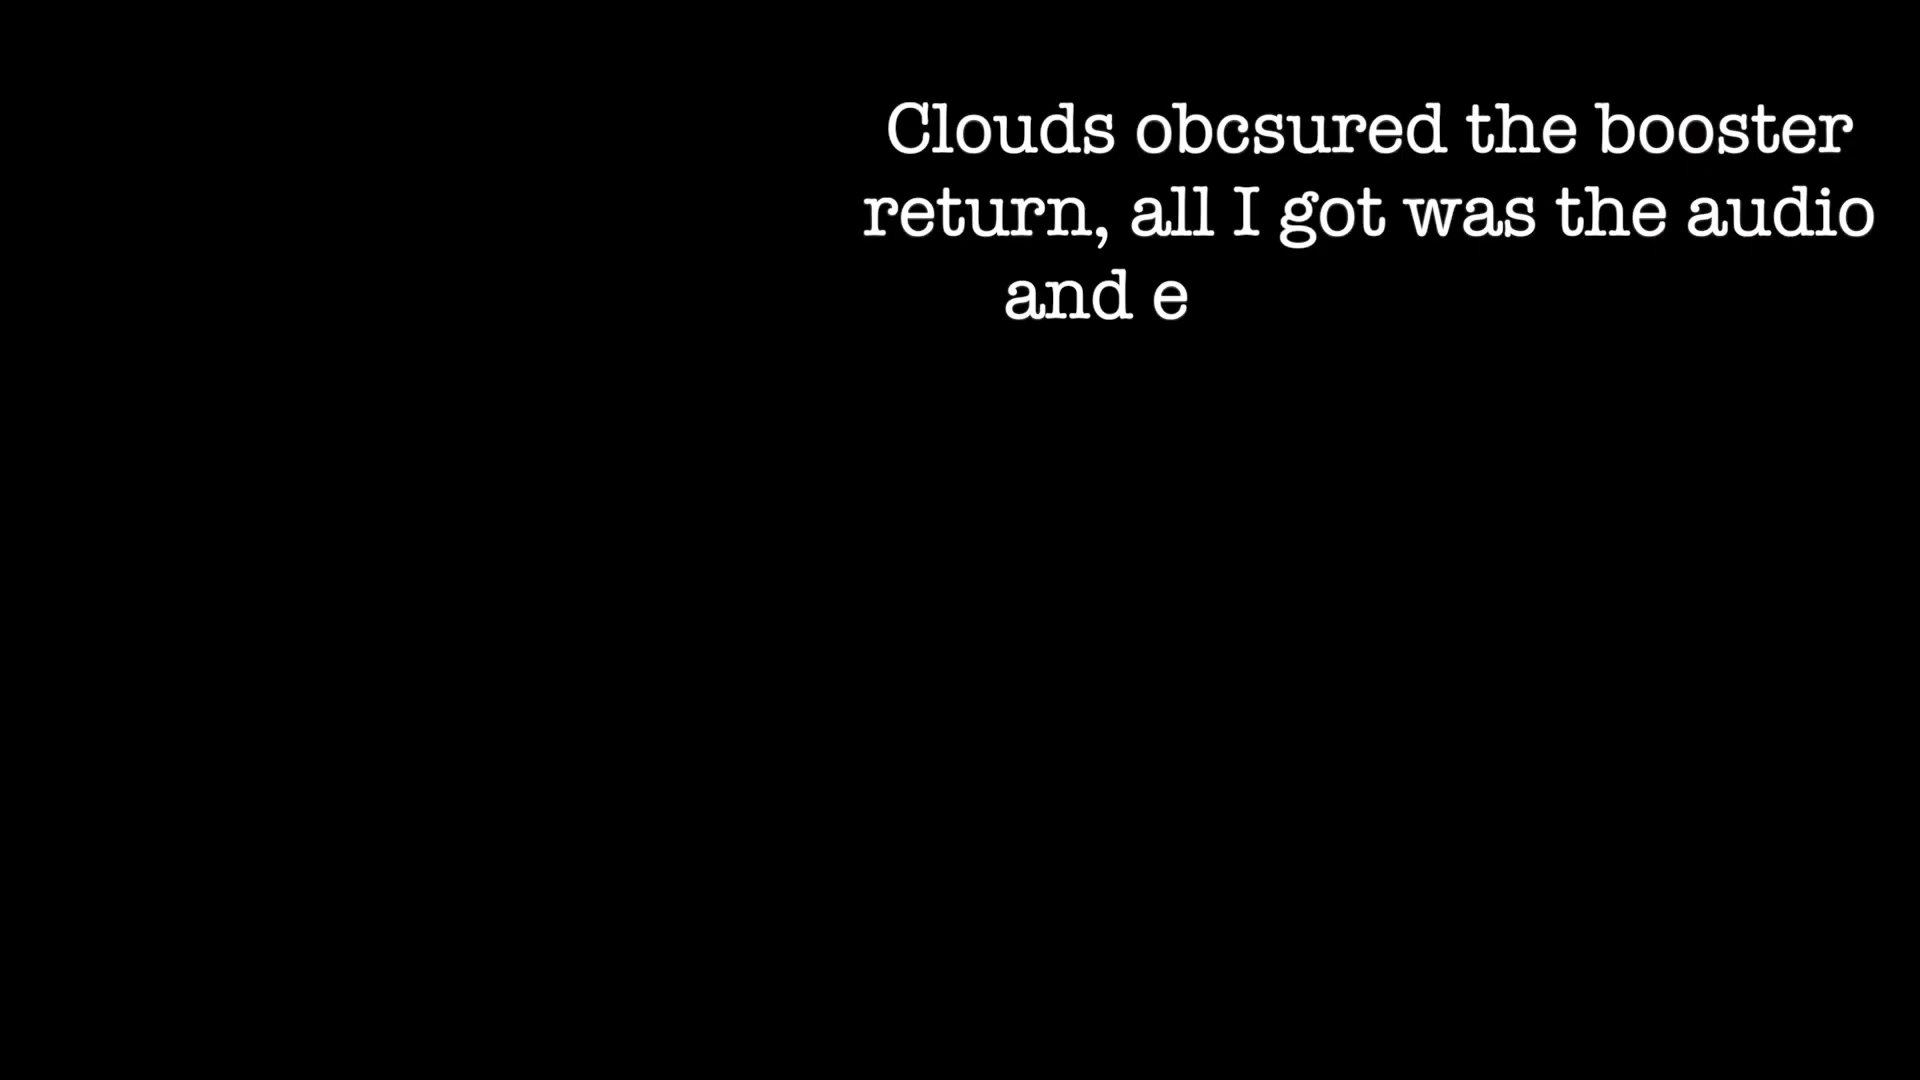 Clouds obcsured the booster
return, all I got was the audio
and e